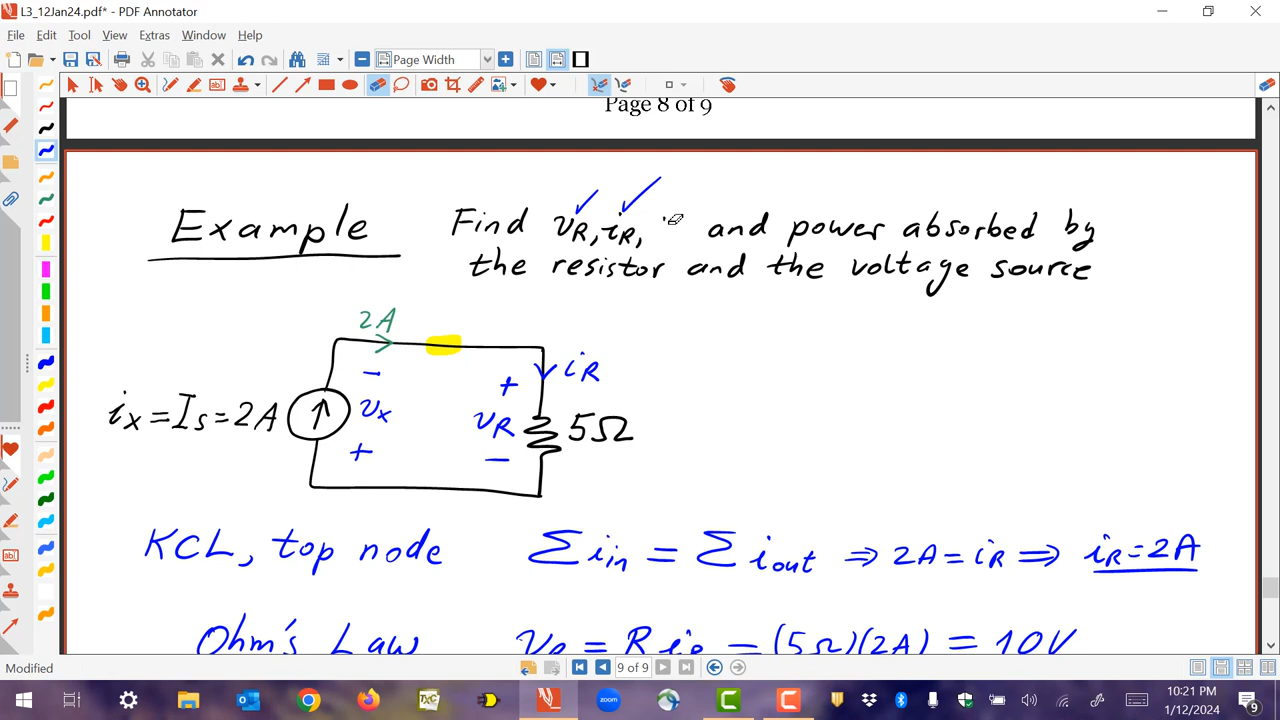 L3_12Jan24.pdf* - PDF Annotator
File Edit Tool View Extras Window Help
Page Width
Page 8 of 9
Example Find vR, iR, and power absorbed by
the resistor and the voltage source
2A
iR
ix = Is = 2A
- vx +
+ vR -
5Ω
KCL, top node Σ iin = Σ iout ⇒ 2A = iR ⇒ iR = 2A
Ohm's Law vR = R iR = (5Ω)(2A) = 10V
Modified
9 of 9
zoom
10:21 PM
1/12/2024
9